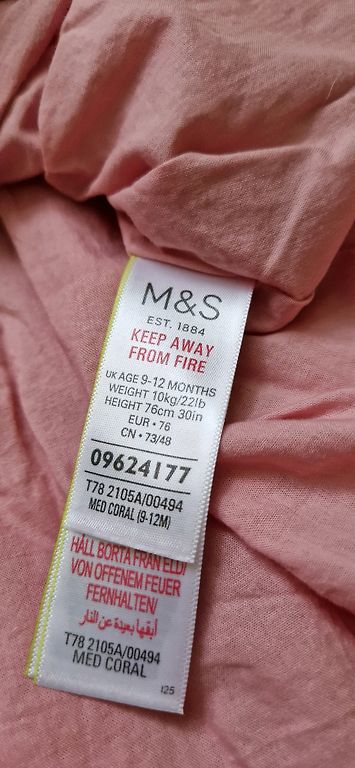 M&S
EST. 1884
KEEP AWAY
FROM FIRE
UK AGE 9-12 MONTHS
WEIGHT 10kg/22lb
HEIGHT 76cm 30in
EUR • 76
CN • 73/48
09624177
T78 2105A/00494
MED CORAL (9-12M)
HÅLL BORTA FRÅN ELD/
VON OFFENEM FEUER
FERNHALTEN/
أبقها بعيدة عن النار
T78 2105A/00494
MED CORAL
125